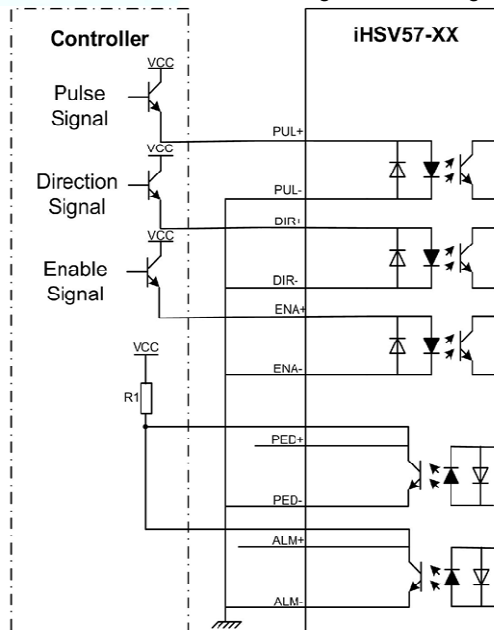 Controller
iHSV57-XX
VCC
Pulse
Signal
PUL+
VCC
Direction
Signal
PUL-
DIR+
VCC
Enable
Signal
DIR-
ENA+
VCC
ENA-
R1
PED+
PED-
ALM+
ALM-